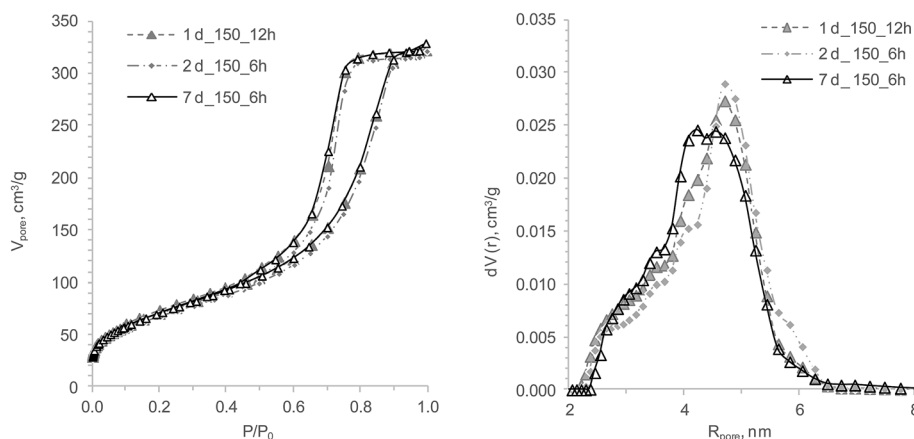 350
300
250
200
150
100
50
0
V_pore, cm³/g
1 d_150_12h
2 d_150_6h
7 d_150_6h
0.0 0.2 0.4 0.6 0.8 1.0
P/P₀
0.035
0.030
0.025
0.020
0.015
0.010
0.005
0.000
dV(r), cm³/g
1 d_150_12h
2 d_150_6h
7 d_150_6h
2 4 6 8
R_pore, nm